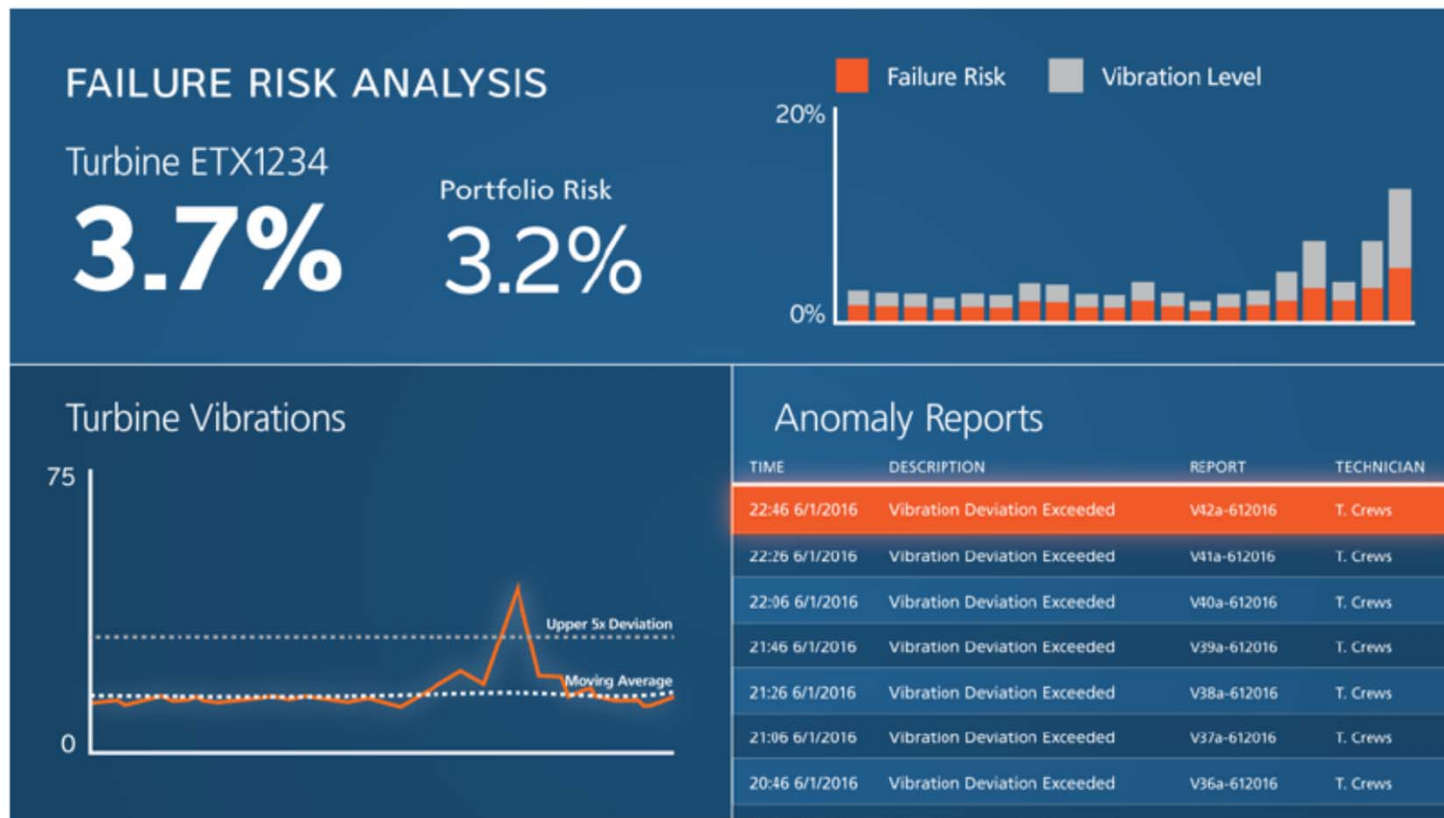 FAILURE RISK ANALYSIS
Turbine ETX1234
3.7%
Portfolio Risk
3.2%
Failure Risk
Vibration Level
20%
0%
Turbine Vibrations
75
Upper 5x Deviation
Moving Average
0
Anomaly Reports
TIME DESCRIPTION REPORT TECHNICIAN
22:46 6/1/2016 Vibration Deviation Exceeded V42a-612016 T. Crews
22:26 6/1/2016 Vibration Deviation Exceeded V41a-612016 T. Crews
22:06 6/1/2016 Vibration Deviation Exceeded V40a-612016 T. Crews
21:46 6/1/2016 Vibration Deviation Exceeded V39a-612016 T. Crews
21:26 6/1/2016 Vibration Deviation Exceeded V38a-612016 T. Crews
21:06 6/1/2016 Vibration Deviation Exceeded V37a-612016 T. Crews
20:46 6/1/2016 Vibration Deviation Exceeded V36a-612016 T. Crews